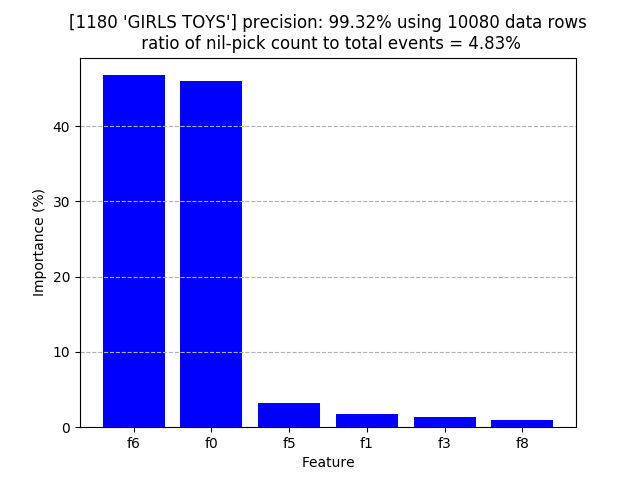 [1180 'GIRLS TOYS'] precision: 99.32% using 10080 data rows
ratio of nil-pick count to total events = 4.83%
Importance (%)
40
30
20
10
0
f6 f0 f5 f1 f3 f8
Feature